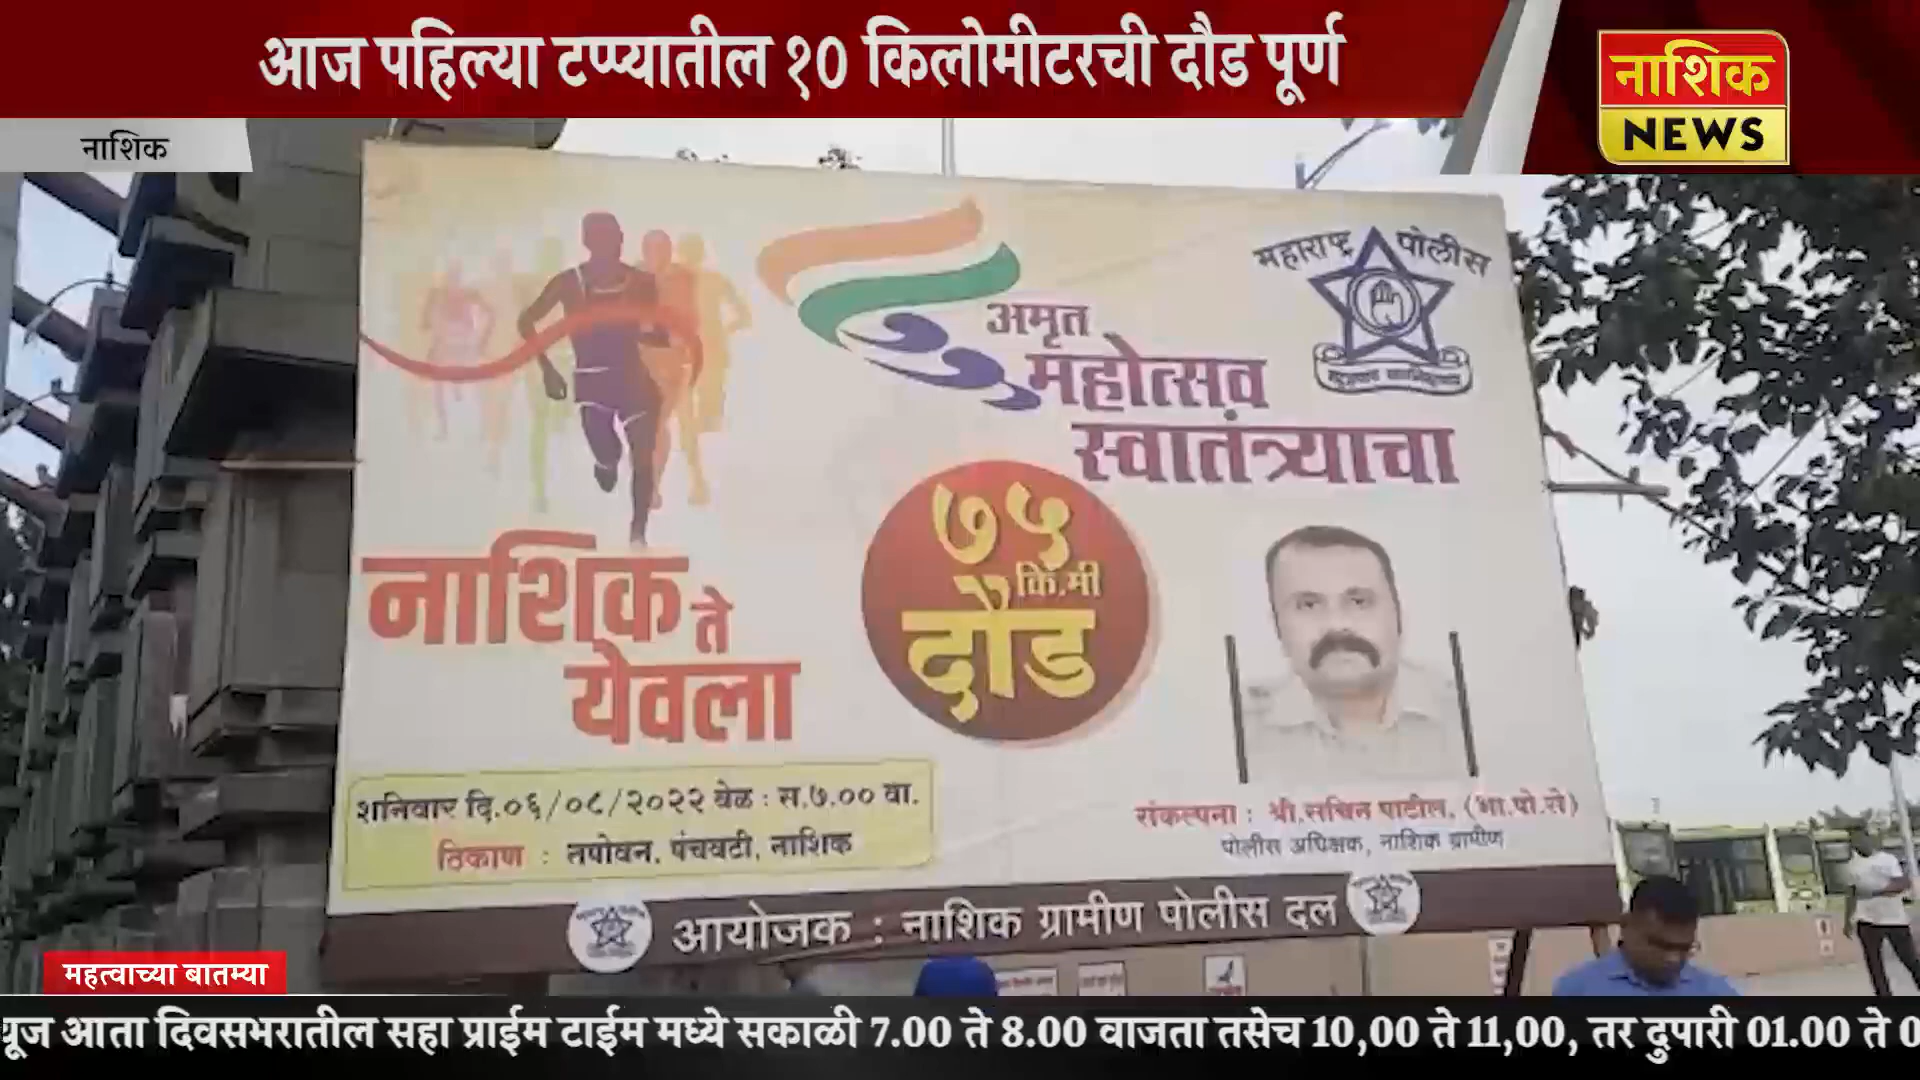 आज पहिल्या टप्प्यातील १० किलोमीटरची दौड पूर्ण
नाशिक
NEWS
नाशिक
महाराष्ट्र पोलीस
अमृत
महोत्सव
स्वातंत्र्याचा
७५
कि.मी
दौड
नाशिक ते
येवला
शनिवार दि.०६/०८/२०२२ वेळ : स.७.०० वा.
ठिकाण : तपोवन, पंचवटी, नाशिक
संकल्पना : श्री.सचिन पाटील, (भा.पो.से)
पोलीस अधिक्षक, नाशिक ग्रामीण
आयोजक : नाशिक ग्रामीण पोलीस दल
महत्वाच्या बातम्या
यूज आता दिवसभरातील सहा प्राईम टाईम मध्ये सकाळी 7.00 ते 8.00 वाजता तसेच 10,00 ते 11,00, तर दुपारी 01.00 ते 0